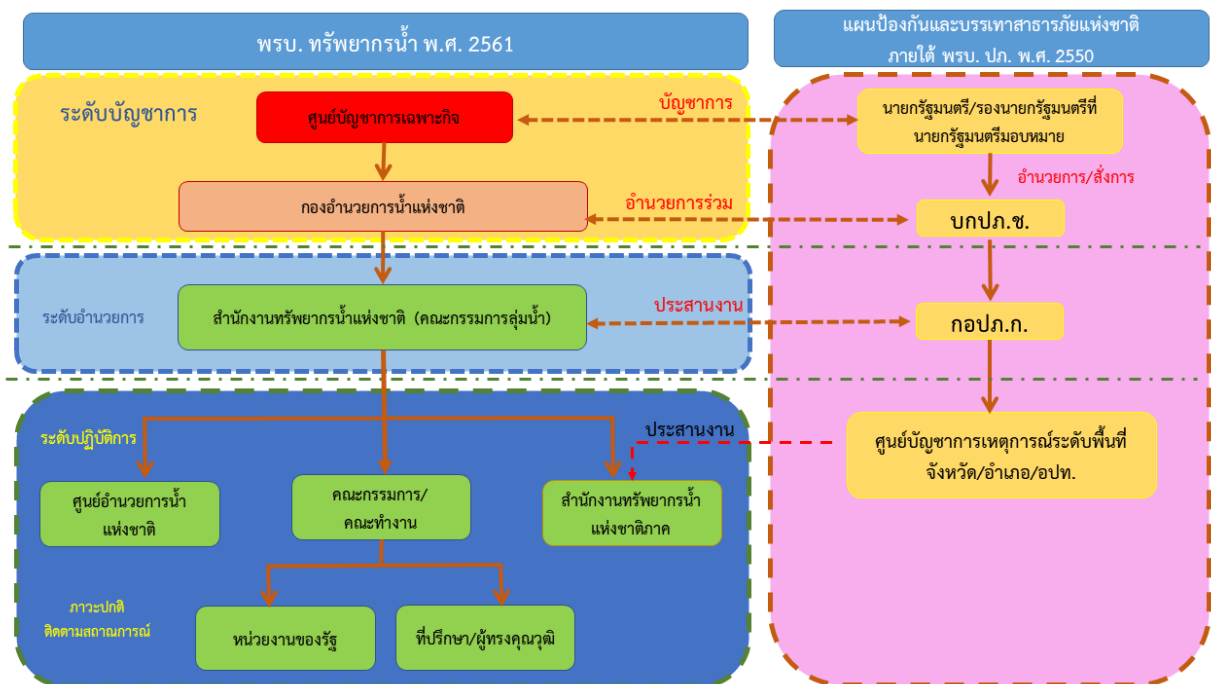 พรบ. ทรัพยากรน้ำ พ.ศ. 2561
แผนป้องกันและบรรเทาสาธารภัยแห่งชาติ
ภายใต้ พรบ. ปภ. พ.ศ. 2550
ระดับบัญชาการ
ศูนย์บัญชาการเฉพาะกิจ
บัญชาการ
นายกรัฐมนตรี/รองนายกรัฐมนตรีที่
นายกรัฐมนตรีมอบหมาย
อำนวยการ/สั่งการ
กองอำนวยการน้ำแห่งชาติ
อำนวยการร่วม
บกปภ.ช.
ระดับอำนวยการ
สำนักงานทรัพยากรน้ำแห่งชาติ (คณะกรรมการลุ่มน้ำ)
ประสานงาน
กอปภ.ก.
ระดับปฏิบัติการ
ประสานงาน
ศูนย์บัญชาการเหตุการณ์ระดับพื้นที่
จังหวัด/อำเภอ/อปท.
ศูนย์อำนวยการน้ำ
แห่งชาติ
คณะกรรมการ/
คณะทำงาน
สำนักงานทรัพยากรน้ำ
แห่งชาติภาค
ภาวะปกติ
ติดตามสถาณการณ์
หน่วยงานของรัฐ
ที่ปรึกษา/ผู้ทรงคุณวุฒิ